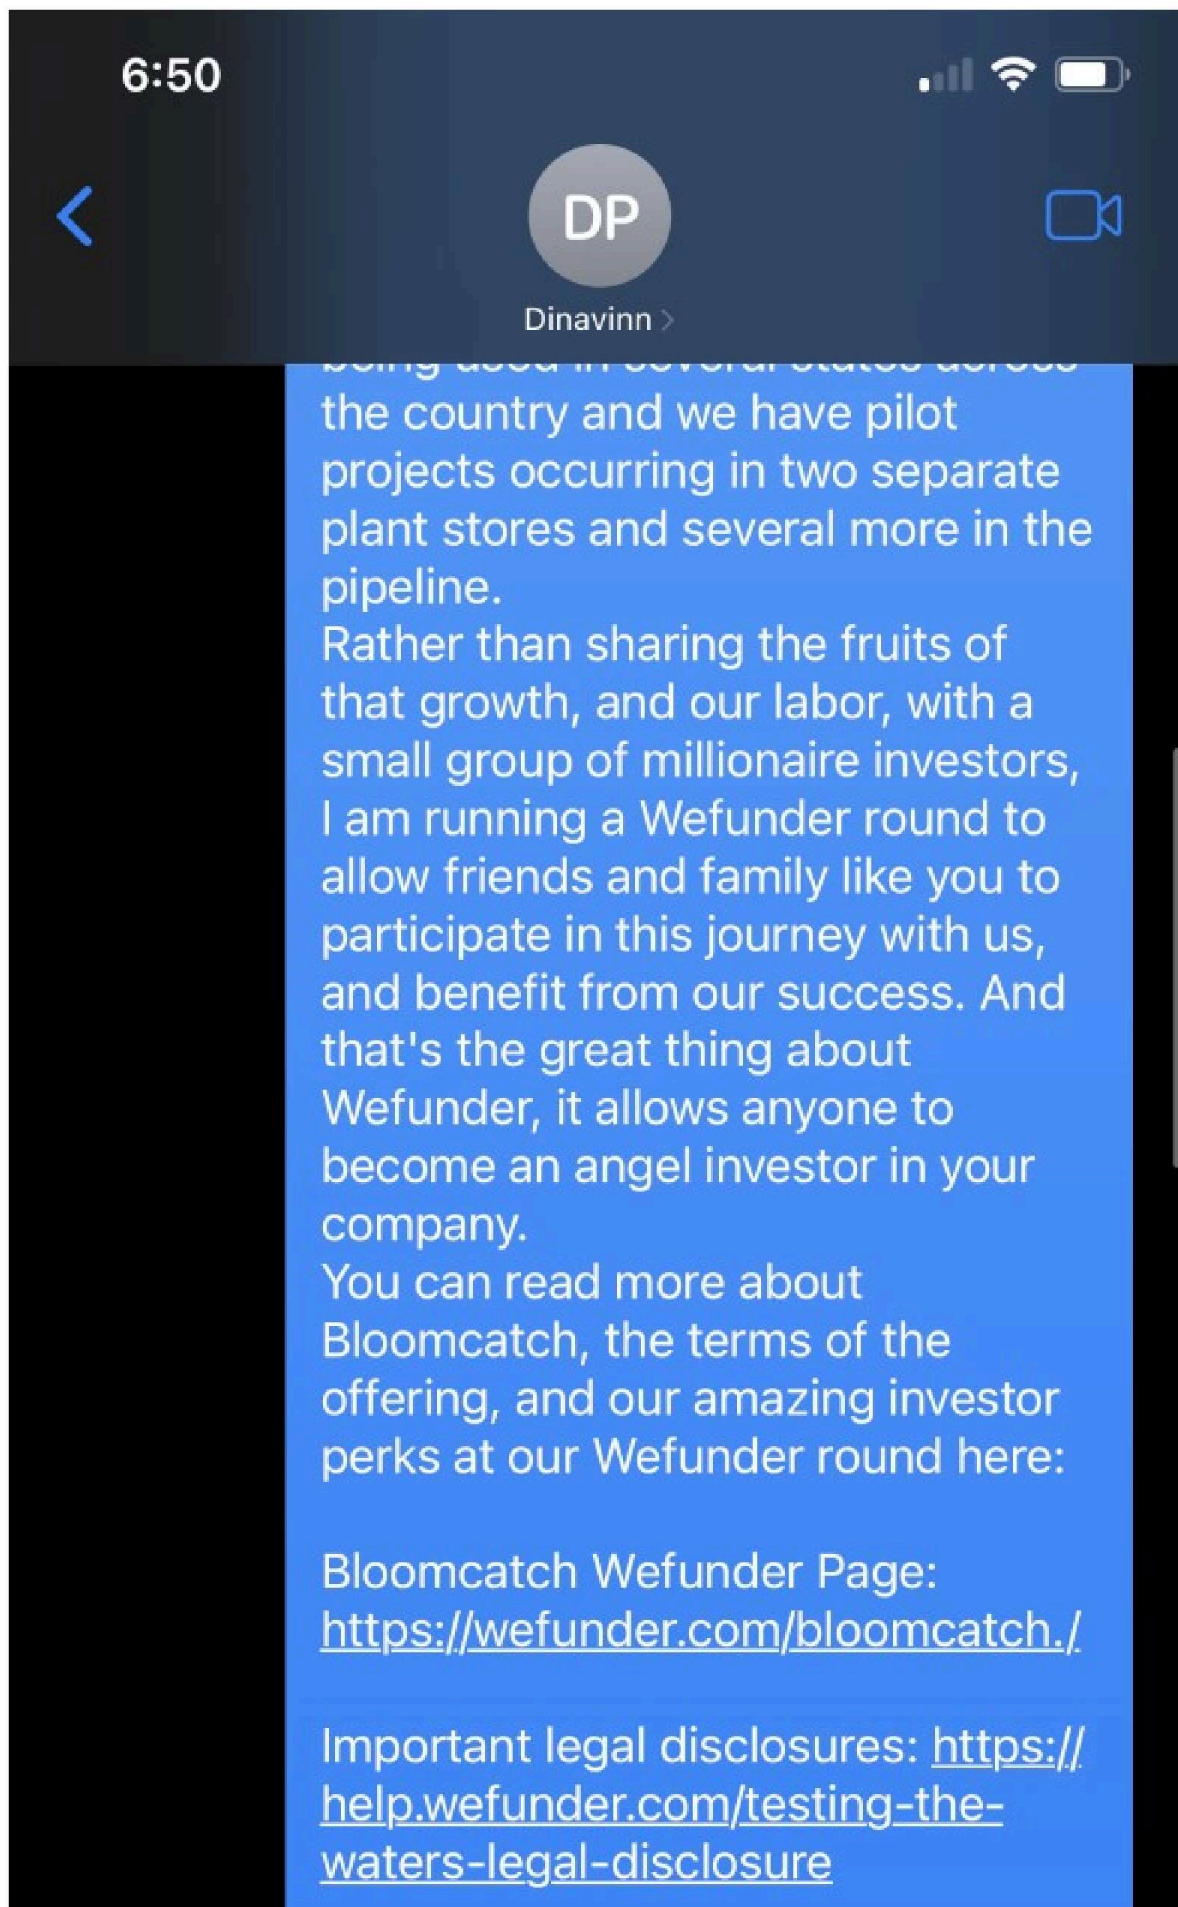 6:50
DP
Dinavinn
the country and we have pilot
projects occurring in two separate
plant stores and several more in the
pipeline.
Rather than sharing the fruits of
that growth, and our labor, with a
small group of millionaire investors,
I am running a Wefunder round to
allow friends and family like you to
participate in this journey with us,
and benefit from our success. And
that's the great thing about
Wefunder, it allows anyone to
become an angel investor in your
company.
You can read more about
Bloomcatch, the terms of the
offering, and our amazing investor
perks at our Wefunder round here:
Bloomcatch Wefunder Page:
https://wefunder.com/bloomcatch./
Important legal disclosures: https://
help.wefunder.com/testing-the-
waters-legal-disclosure